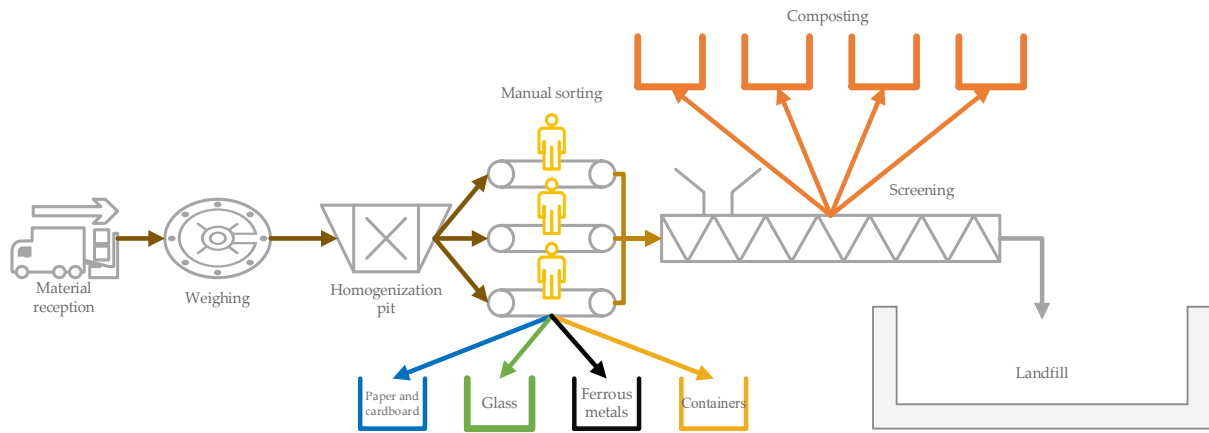 Composting
Manual sorting
Screening
Material
reception
Weighing
Homogenization
pit
Paper and
cardboard
Glass
Ferrous
metals
Containers
Landfill